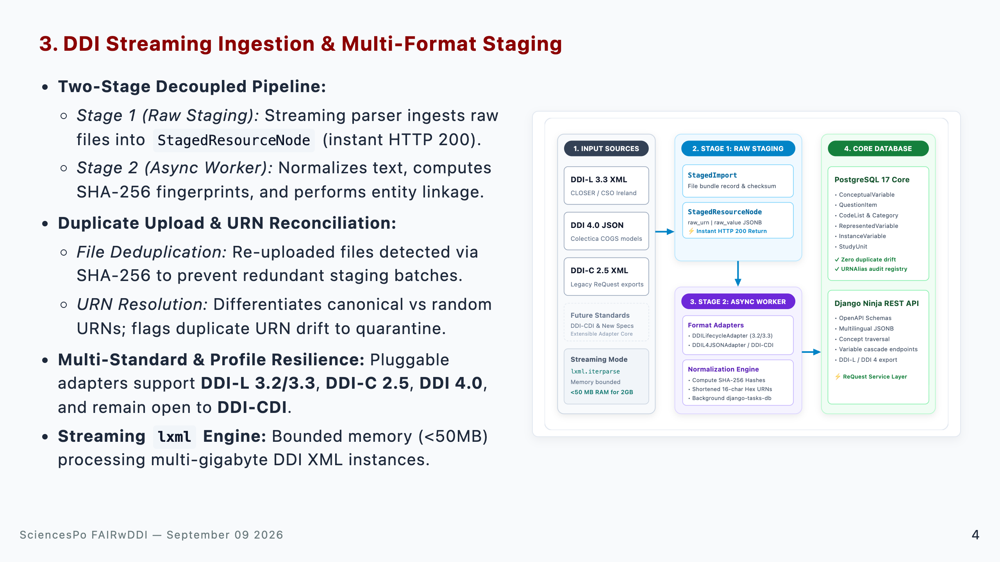 3. DDI Streaming Ingestion & Multi-Format Staging
• Two-Stage Decoupled Pipeline:
○ Stage 1 (Raw Staging): Streaming parser ingests raw
files into StagedResourceNode (instant HTTP 200).
○ Stage 2 (Async Worker): Normalizes text, computes
SHA-256 fingerprints, and performs entity linkage.
• Duplicate Upload & URN Reconciliation:
○ File Deduplication: Re-uploaded files detected via
SHA-256 to prevent redundant staging batches.
○ URN Resolution: Differentiates canonical vs random
URNs; flags duplicate URN drift to quarantine.
• Multi-Standard & Profile Resilience: Pluggable
adapters support DDI-L 3.2/3.3, DDI-C 2.5, DDI 4.0,
and remain open to DDI-CDI.
• Streaming lxml Engine: Bounded memory (<50MB)
processing multi-gigabyte DDI XML instances.
1. INPUT SOURCES
DDI-L 3.3 XML
CLOSER / CSO Ireland
DDI 4.0 JSON
Colectica COGS models
DDI-C 2.5 XML
Legacy ReQuest exports
Future Standards
DDI-CDI & New Specs
Extensible Adapter Core
Streaming Mode
lxml.iterparse
Memory bounded
<50 MB RAM for 2GB
2. STAGE 1: RAW STAGING
StagedImport
File bundle record & checksum
StagedResourceNode
raw_urn | raw_value JSONB
⚡ Instant HTTP 200 Return
3. STAGE 2: ASYNC WORKER
Format Adapters
• DDILifecycleAdapter (3.2/3.3)
• DDIL4JSONAdapter / DDI-CDI
Normalization Engine
• Compute SHA-256 Hashes
• Shortened 16-char Hex URNs
• Background django-tasks-db
4. CORE DATABASE
PostgreSQL 17 Core
• ConceptualVariable
• QuestionItem
• CodeList & Category
• RepresentedVariable
• InstanceVariable
• StudyUnit
✓ Zero duplicate drift
✓ URNAlias audit registry
Django Ninja REST API
• OpenAPI Schemas
• Multilingual JSONB
• Concept traversal
• Variable cascade endpoints
• DDI-L / DDI 4 export
⚡ ReQuest Service Layer
SciencesPo FAIRwDDI — September 09 2026
4